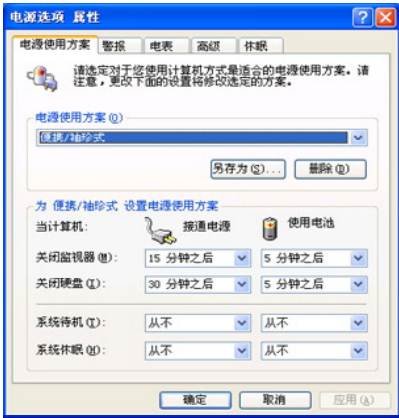 电源选项 属性
电源使用方案 警报 电表 高级 休眠
请选定对于您使用计算机方式最适合的电源使用方案。请
注意，更改下面的设置将修改选定的方案。
电源使用方案(O)
便携/袖珍式
另存为(S)... 删除(D)
为 便携/袖珍式 设置电源使用方案
当计算机: 接通电源 使用电池
关闭监视器(M): 15 分钟之后 5 分钟之后
关闭硬盘(I): 30 分钟之后 5 分钟之后
系统待机(T): 从不 从不
系统休眠(H): 从不 从不
确定 取消 应用(A)